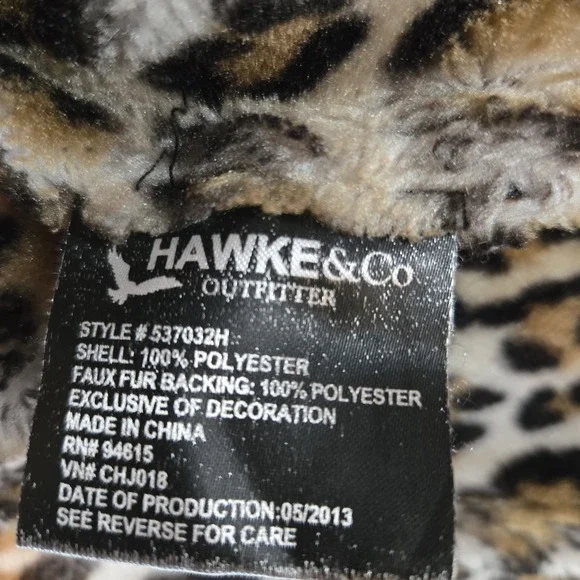 HAWKE&Co
OUTFITTER
STYLE # 537032H
SHELL: 100% POLYESTER
FAUX FUR BACKING: 100% POLYESTER
EXCLUSIVE OF DECORATION
MADE IN CHINA
RN# 94615
VN# CHJ018
DATE OF PRODUCTION:05/2013
SEE REVERSE FOR CARE